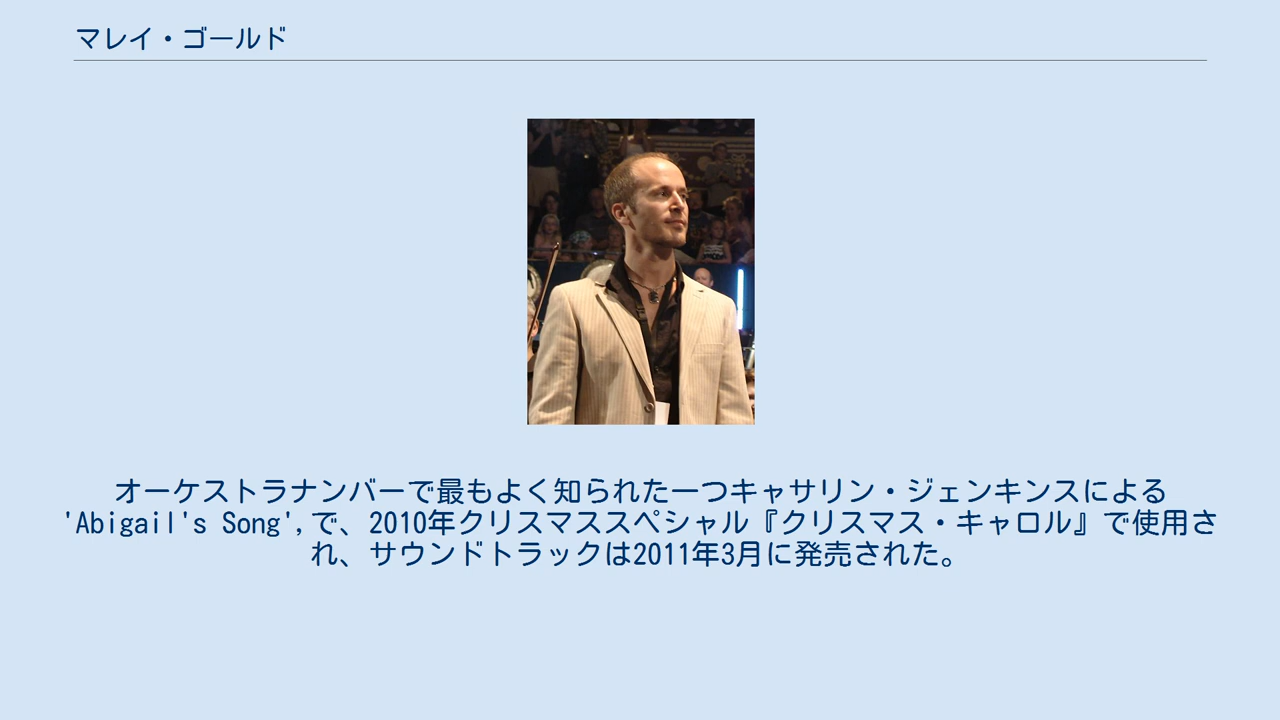 マレイ・ゴールド
オーケストラナンバーで最もよく知られた一つキャサリン・ジェンキンスによる
'Abigail's Song',で、2010年クリスマススペシャル『クリスマス・キャロル』で使用さ
れ、サウンドトラックは2011年3月に発売された。